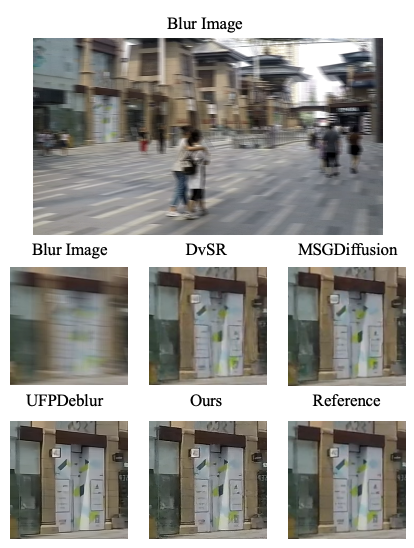 Blur Image
Blur Image DvSR MSGDiffusion
UFPDeblur Ours Reference